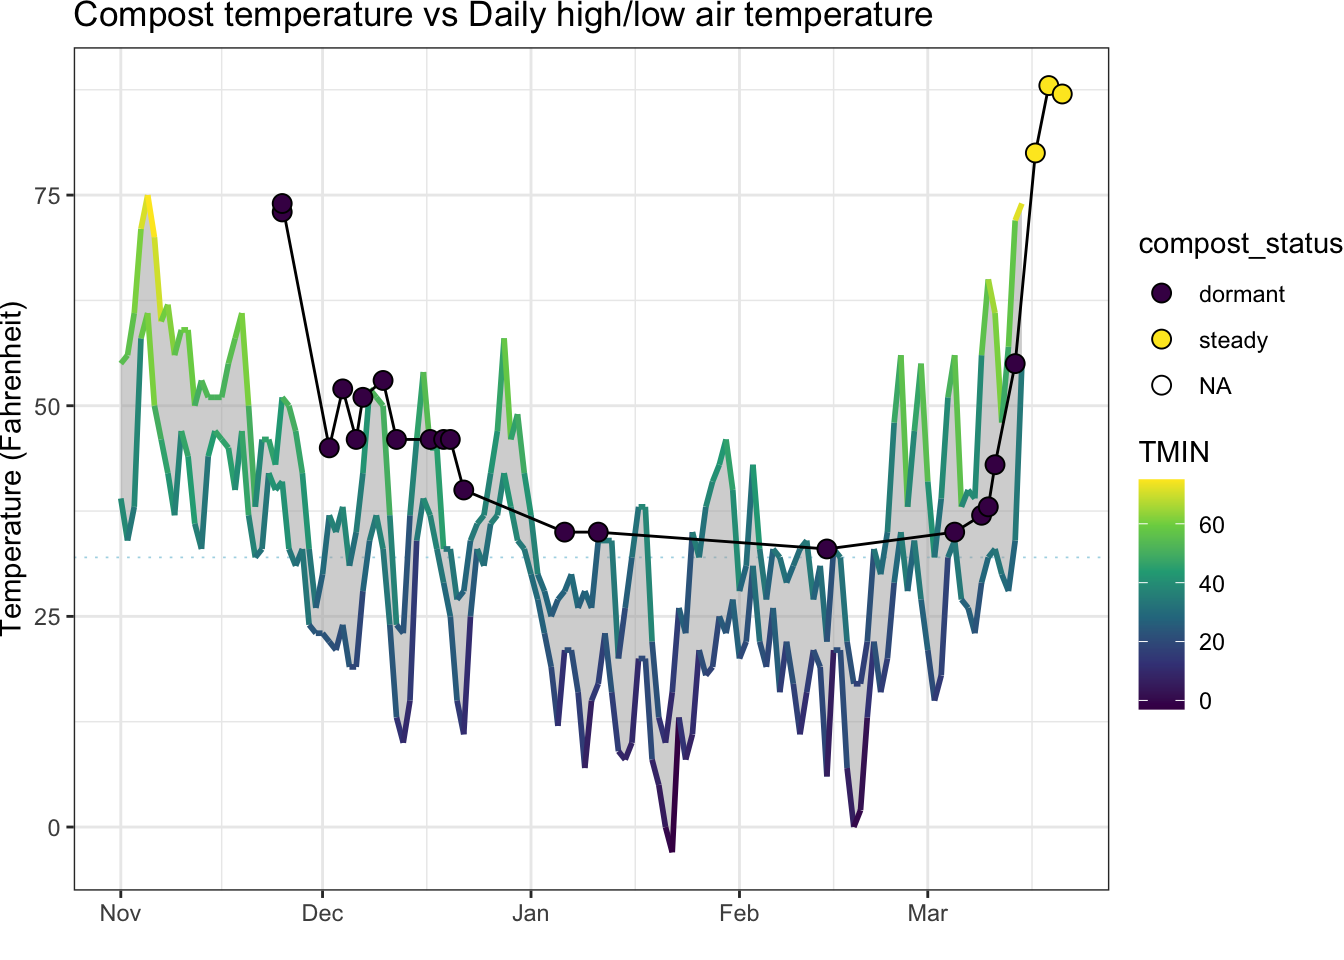 Compost temperature vs Daily high/low air temperature
Temperature (Fahrenheit)
75
50
25
0
Nov Dec Jan Feb Mar
compost_status
dormant
steady
NA
TMIN
60
40
20
0